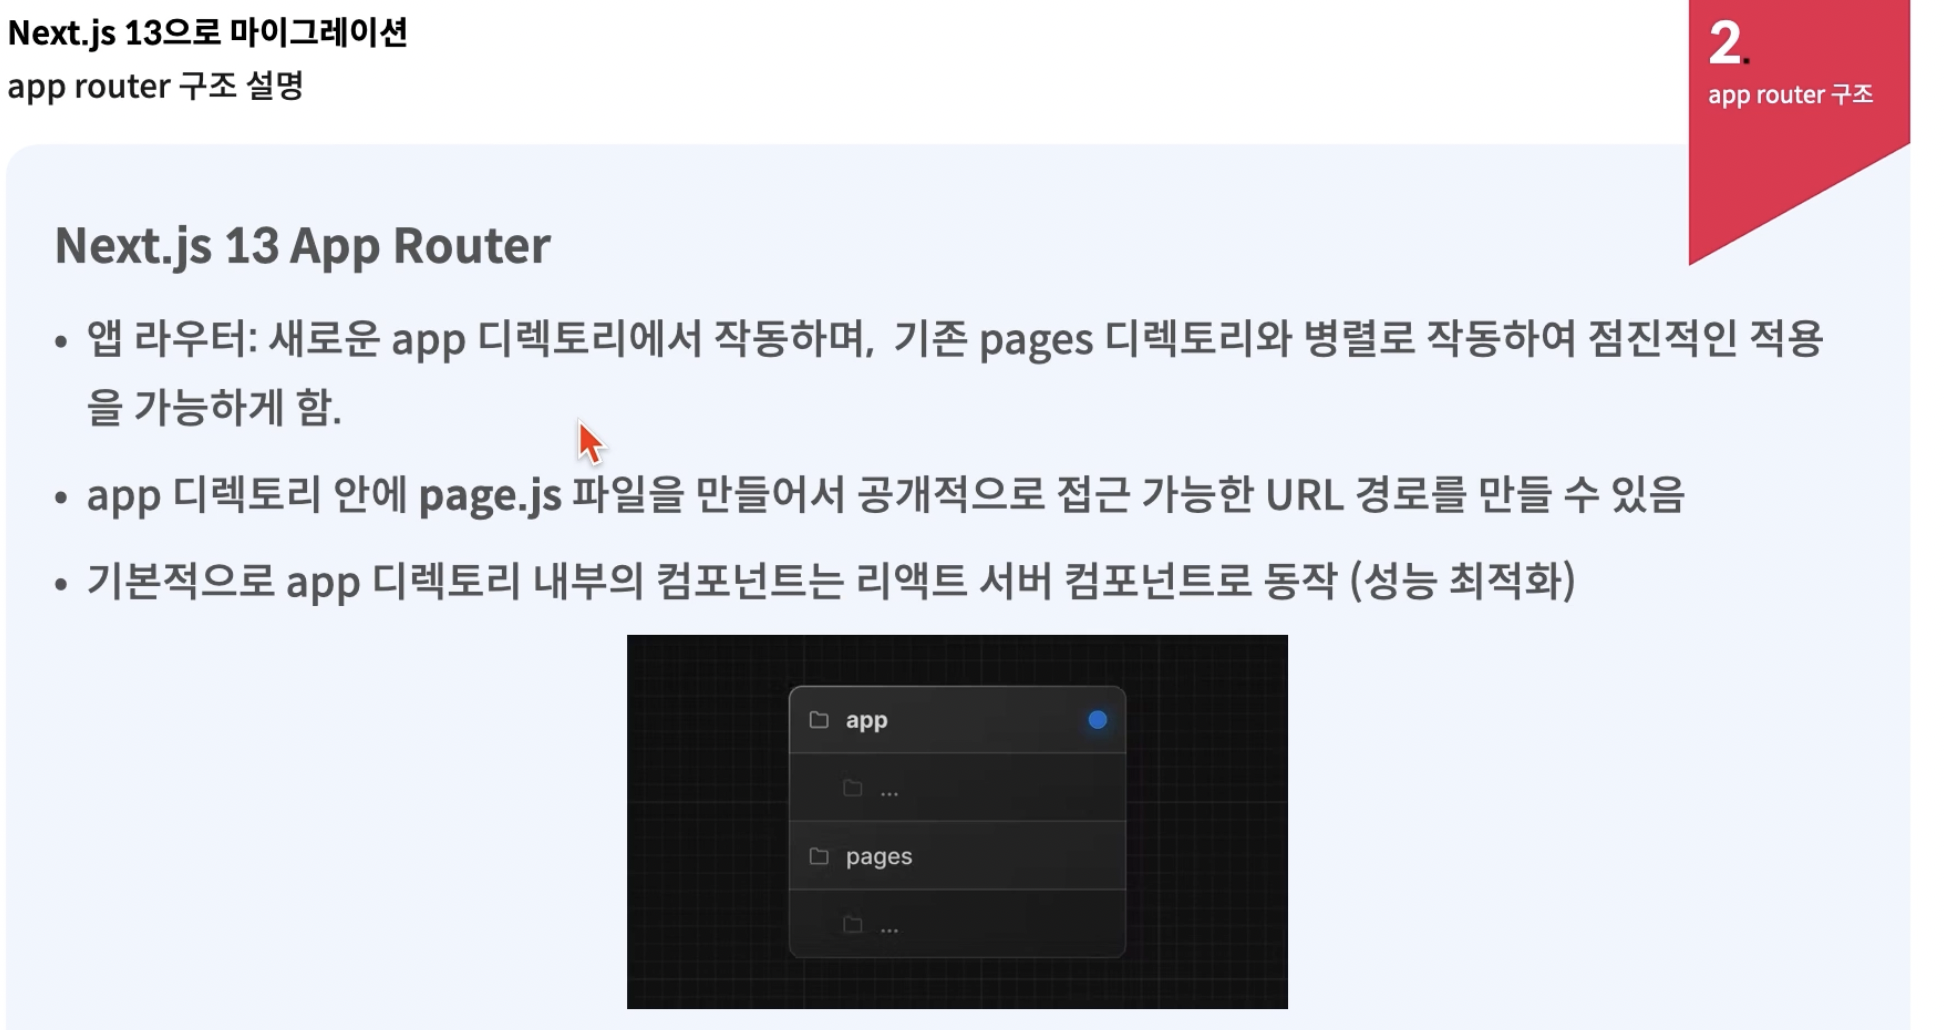 Next.js 13으로 마이그레이션
app router 구조 설명
2.
app router 구조
Next.js 13 App Router
• 앱 라우터: 새로운 app 디렉토리에서 작동하며,  기존 pages 디렉토리와 병렬로 작동하여 점진적인 적용
을 가능하게 함.
• app 디렉토리 안에 page.js 파일을 만들어서 공개적으로 접근 가능한 URL 경로를 만들 수 있음
• 기본적으로 app 디렉토리 내부의 컴포넌트는 리액트 서버 컴포넌트로 동작 (성능 최적화)
app
...
pages
...